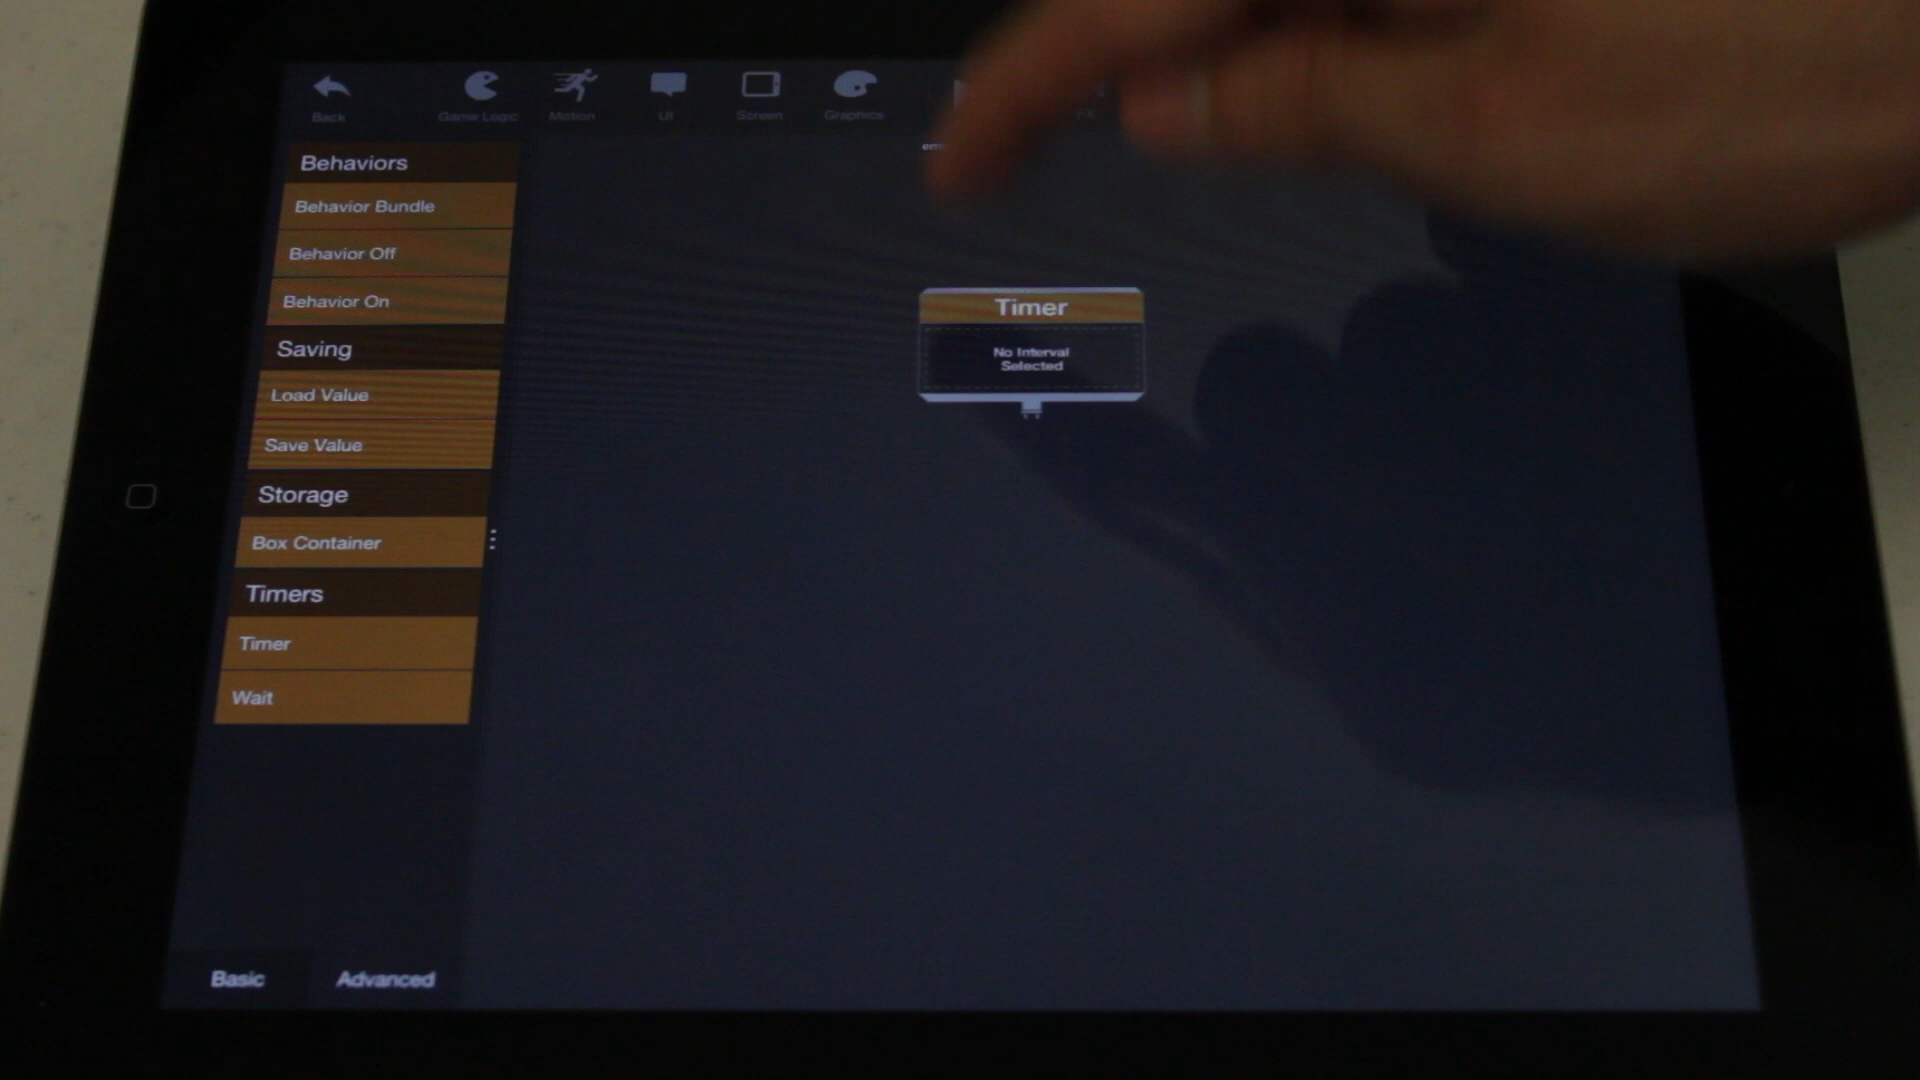 Back
Game Logic
Motion
UI
Screen
Graphics
FX
Behaviors
Behavior Bundle
Behavior Off
Behavior On
Saving
Load Value
Save Value
Storage
Box Container
Timers
Timer
Wait
Basic
Advanced
Timer
No Interval
Selected